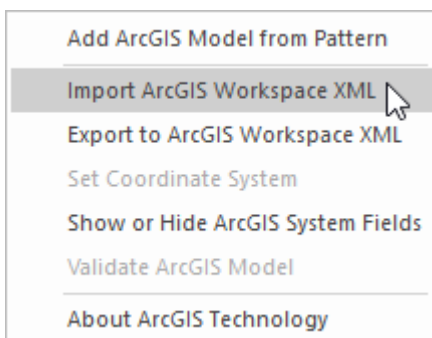 Add ArcGIS Model from Pattern
Import ArcGIS Workspace XML
Export to ArcGIS Workspace XML
Set Coordinate System
Show or Hide ArcGIS System Fields
Validate ArcGIS Model
About ArcGIS Technology